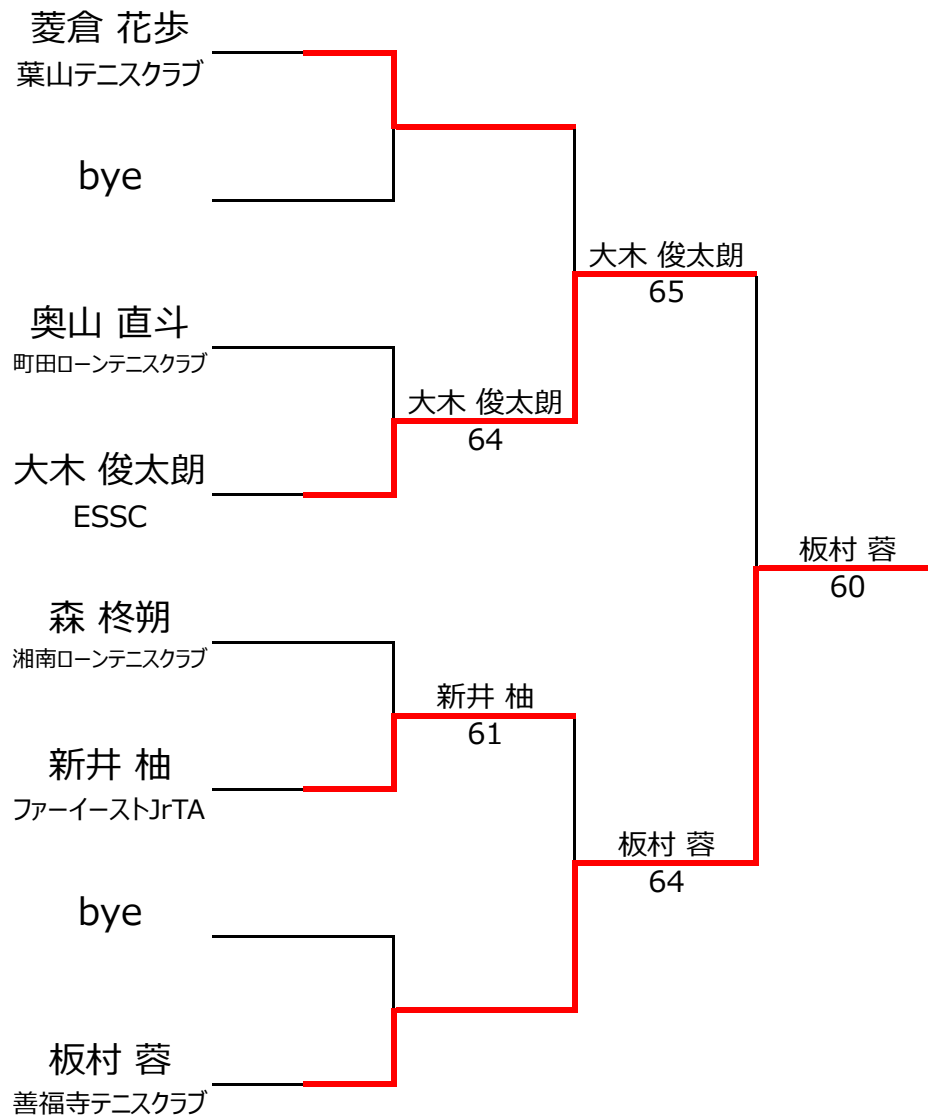 菱倉 花歩
葉山テニスクラブ
bye
奥山 直斗
町田ローンテニスクラブ
大木 俊太朗
ESSC
森 柊朔
湘南ローンテニスクラブ
新井 柚
ファーイーストJrTA
bye
板村 蓉
善福寺テニスクラブ
大木 俊太朗
64
新井 柚
61
大木 俊太朗
65
板村 蓉
64
板村 蓉
60